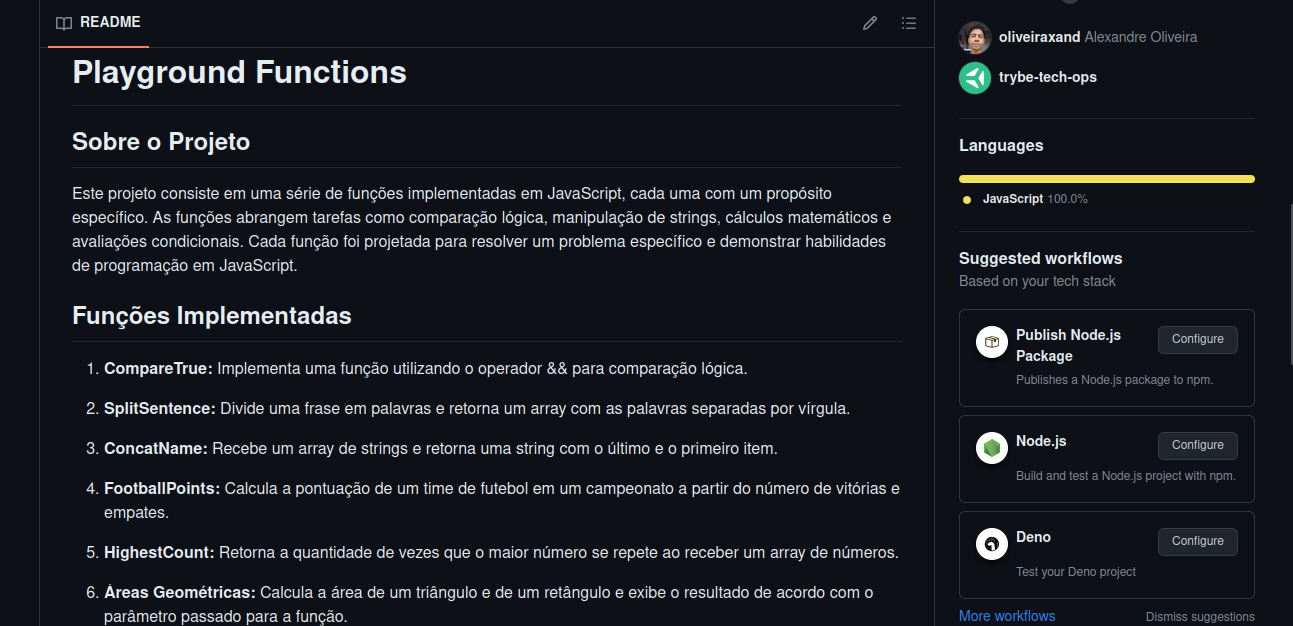 README
Playground Functions
Sobre o Projeto
Este projeto consiste em uma série de funções implementadas em JavaScript, cada uma com um propósito
específico. As funções abrangem tarefas como comparação lógica, manipulação de strings, cálculos matemáticos e
avaliações condicionais. Cada função foi projetada para resolver um problema específico e demonstrar habilidades
de programação em JavaScript.
Funções Implementadas
1. CompareTrue: Implementa uma função utilizando o operador && para comparação lógica.
2. SplitSentence: Divide uma frase em palavras e retorna um array com as palavras separadas por vírgula.
3. ConcatName: Recebe um array de strings e retorna uma string com o último e o primeiro item.
4. FootballPoints: Calcula a pontuação de um time de futebol em um campeonato a partir do número de vitórias e
empates.
5. HighestCount: Retorna a quantidade de vezes que o maior número se repete ao receber um array de números.
6. Áreas Geométricas: Calcula a área de um triângulo e de um retângulo e exibe o resultado de acordo com o
parâmetro passado para a função.
oliveiraxand Alexandre Oliveira
trybe-tech-ops
Languages
JavaScript 100.0%
Suggested workflows
Based on your tech stack
Publish Node.js
Package
Configure
Publishes a Node.js package to npm.
Node.js
Configure
Build and test a Node.js project with npm.
Deno
Configure
Test your Deno project
More workflows
Dismiss suggestions